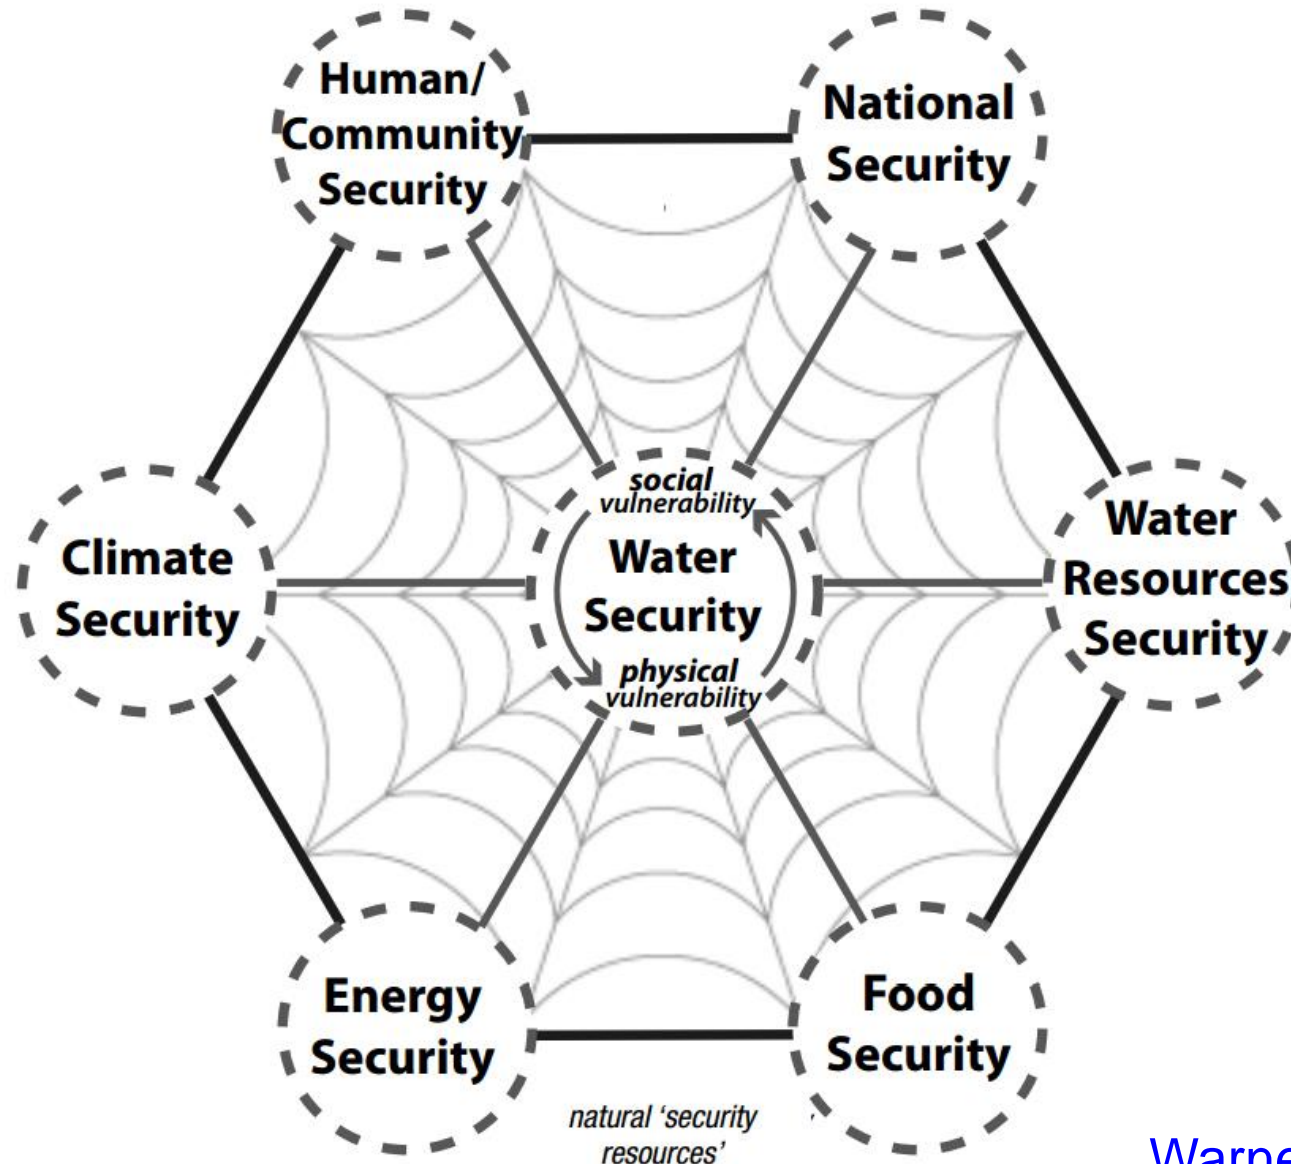 Human/
Community
Security
National
Security
Climate
Security
social
vulnerability
Water
Security
physical
vulnerability
Water
Resources
Security
Energy
Security
Food
Security
natural ‘security
resources’